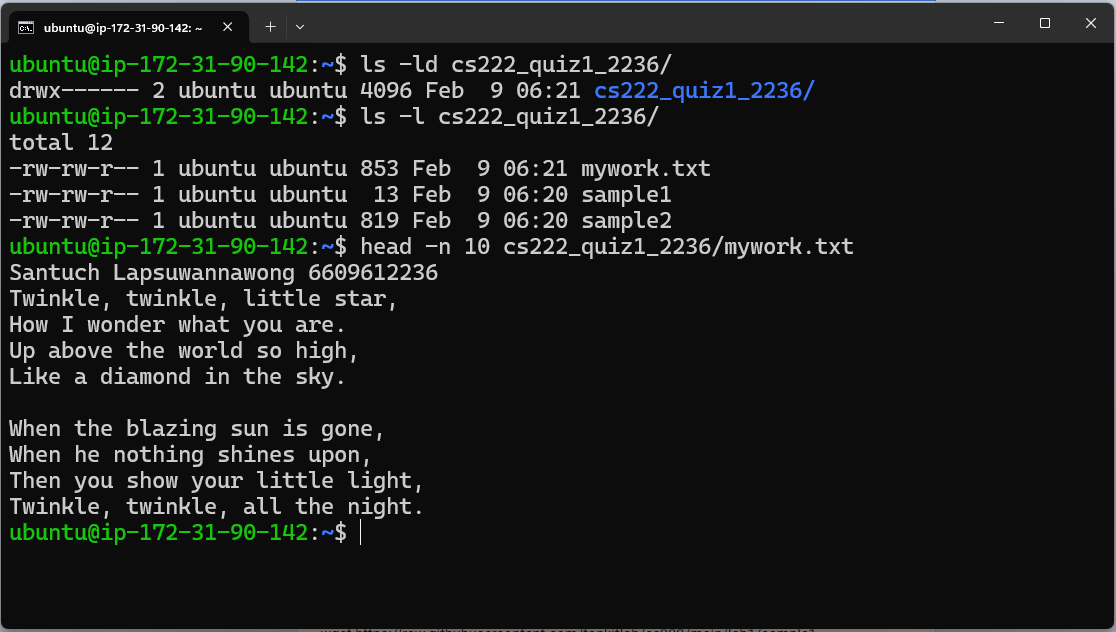 ubuntu@ip-172-31-90-142: ~
ubuntu@ip-172-31-90-142:~$ ls -ld cs222_quiz1_2236/
drwx------ 2 ubuntu ubuntu 4096 Feb  9 06:21 cs222_quiz1_2236/
ubuntu@ip-172-31-90-142:~$ ls -l cs222_quiz1_2236/
total 12
-rw-rw-r-- 1 ubuntu ubuntu 853 Feb  9 06:21 mywork.txt
-rw-rw-r-- 1 ubuntu ubuntu  13 Feb  9 06:20 sample1
-rw-rw-r-- 1 ubuntu ubuntu 819 Feb  9 06:20 sample2
ubuntu@ip-172-31-90-142:~$ head -n 10 cs222_quiz1_2236/mywork.txt
Santuch Lapsuwannawong 6609612236
Twinkle, twinkle, little star,
How I wonder what you are.
Up above the world so high,
Like a diamond in the sky.

When the blazing sun is gone,
When he nothing shines upon,
Then you show your little light,
Twinkle, twinkle, all the night.
ubuntu@ip-172-31-90-142:~$